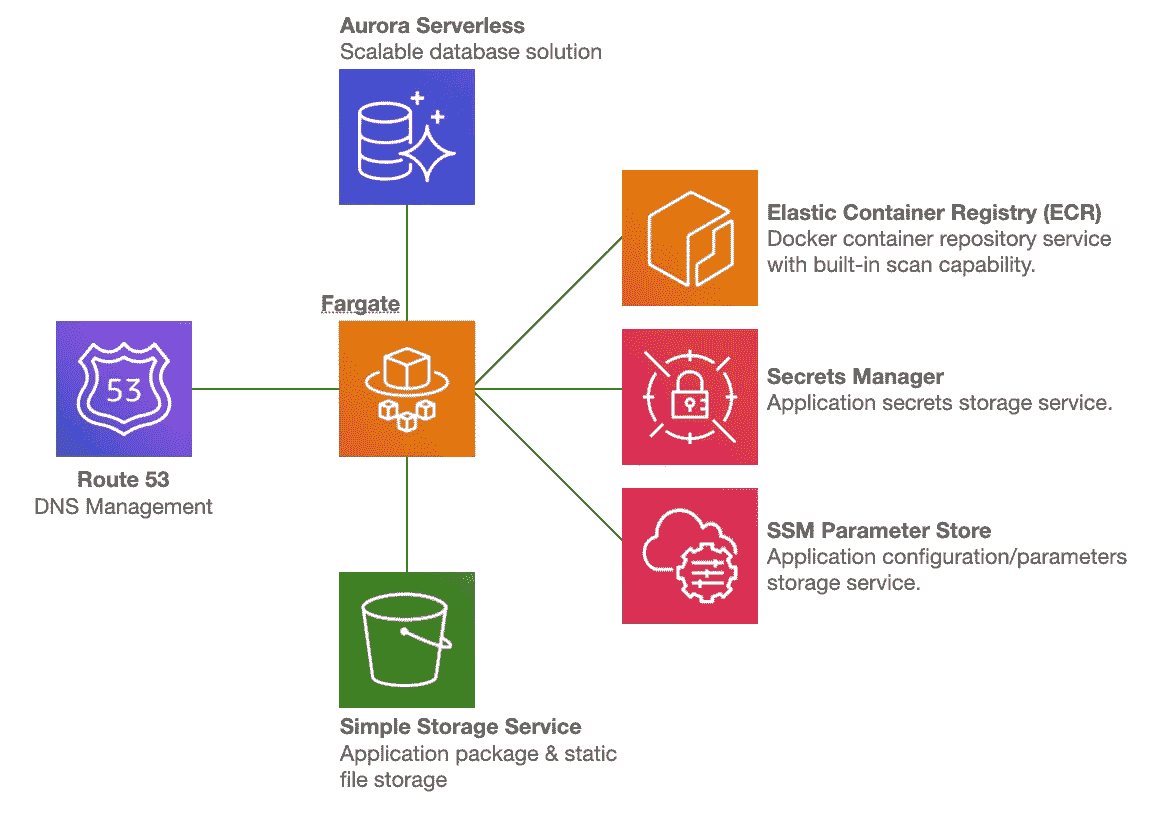 Aurora Serverless
Scalable database solution
Elastic Container Registry (ECR)
Docker container repository service
with built-in scan capability.
Fargate
53
Route 53
DNS Management
Secrets Manager
Application secrets storage service.
SSM Parameter Store
Application configuration/parameters
storage service.
Simple Storage Service
Application package & static
file storage